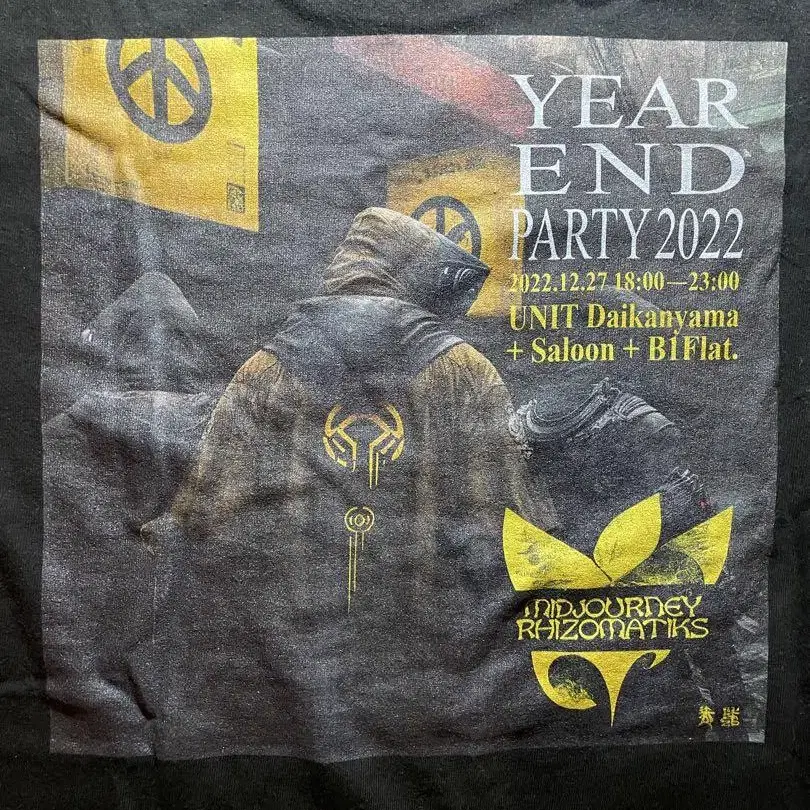 YEAR
END
PARTY 2022
2022.12.27 18:00—23:00
UNIT Daikanyama
+ Saloon + B1Flat.
MIDJOURNEY
RHIZOMATIKS